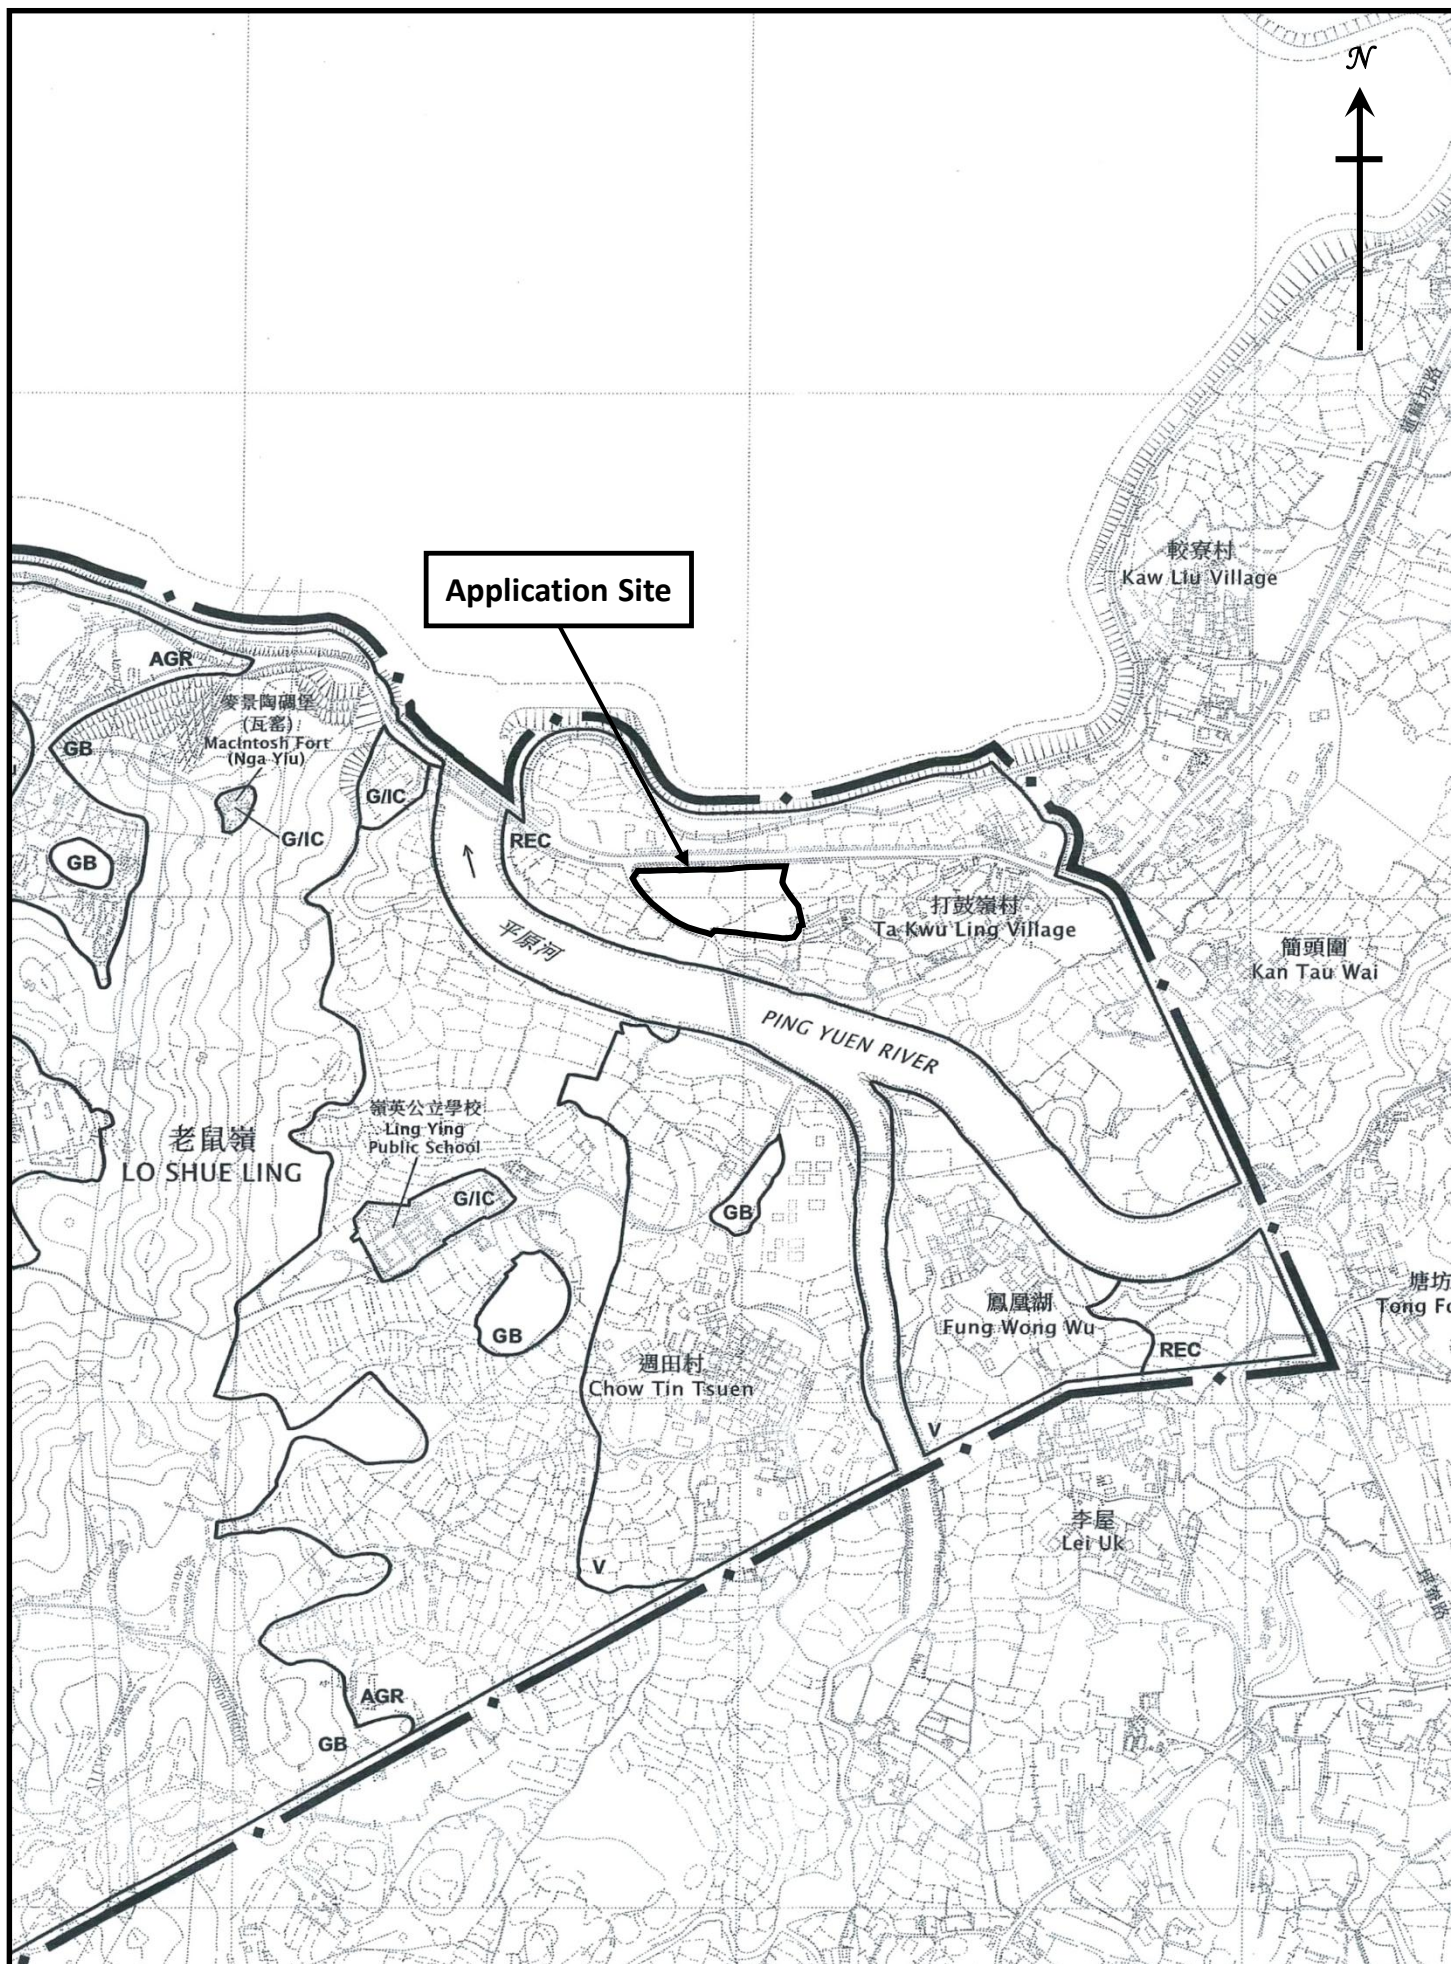 N
較寮村
Kaw Liu Village
Application Site
AGR
麥景陶碉堡
(瓦窰)
MacIntosh Fort
(Nga Yiu)
GB
G/IC
G/IC
REC
GB
打鼓嶺村
Ta Kwu Ling Village
簡頭圍
Kan Tau Wai
平原河
PING YUEN RIVER
嶺英公立學校
Ling Ying
Public School
老鼠嶺
LO SHUE LING
G/IC
GB
GB
鳳凰湖
Fung Wong Wu
塘坊
Tong Fo
REC
週田村
Chow Tin Tsuen
V
李屋
Lei Uk
V
AGR
GB